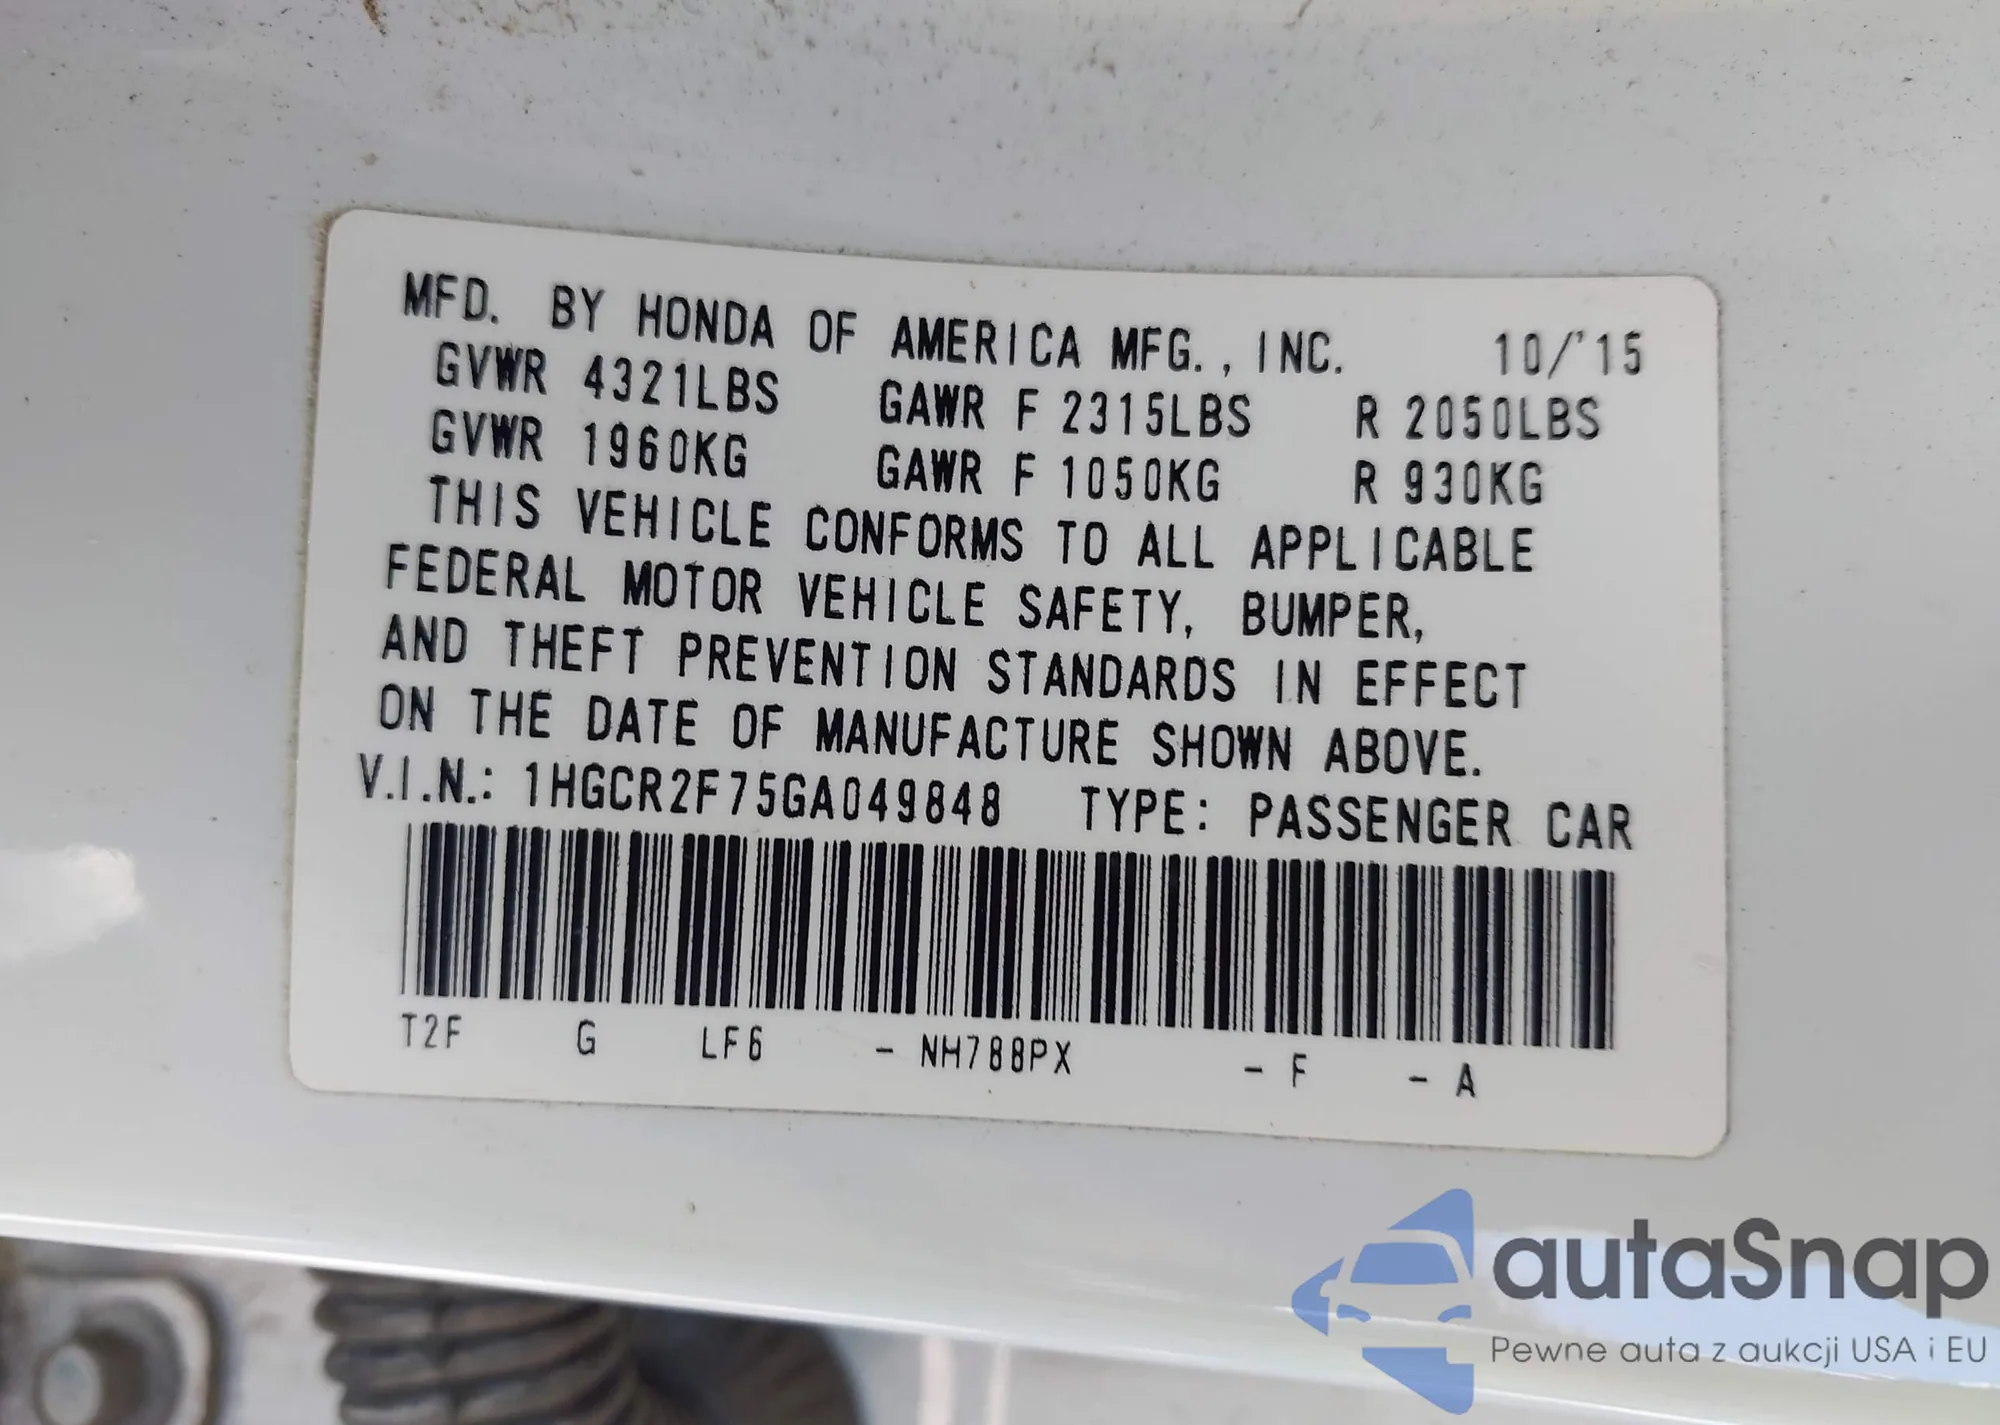 MFD. BY HONDA OF AMERICA MFG., INC. 10/'15
GVWR 4321LBS GAWR F 2315LBS R 2050LBS
GVWR 1960KG GAWR F 1050KG R 930KG
THIS VEHICLE CONFORMS TO ALL APPLICABLE
FEDERAL MOTOR VEHICLE SAFETY, BUMPER,
AND THEFT PREVENTION STANDARDS IN EFFECT
ON THE DATE OF MANUFACTURE SHOWN ABOVE.
V.I.N.: 1HGCR2F75GA049848 TYPE: PASSENGER CAR
T2F G LF6 - NH788PX - F - A
autaSnap
Pewne auta z aukcji USA i EU